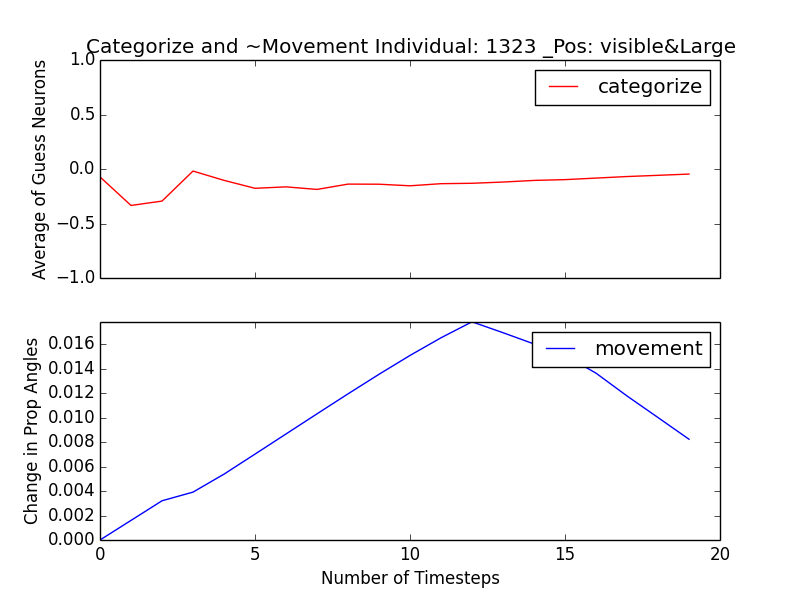 Categorize and ~Movement Individual: 1323 _Pos: visible&Large
Average of Guess Neurons
1.0
0.5
0.0
−0.5
−1.0
categorize
Change in Prop Angles
0.016
0.014
0.012
0.010
0.008
0.006
0.004
0.002
0.000
movement
0 5 10 15 20
Number of Timesteps